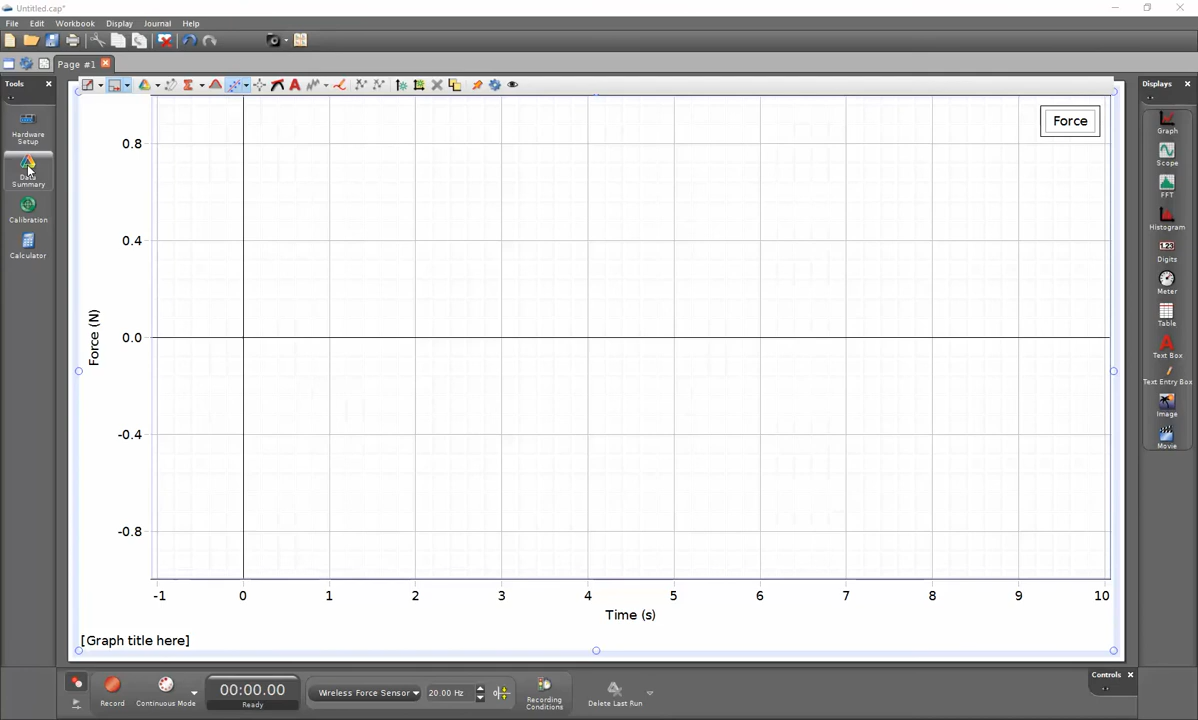 Untitled.cap*
File Edit Workbook Display Journal Help
Page #1
Tools
Displays
Hardware
Setup
Data
Summary
Calibration
Calculator
Force
0.8
0.4
0.0
-0.4
-0.8
Force (N)
-1 0 1 2 3 4 5 6 7 8 9 10
Time (s)
[Graph title here]
Graph
Scope
FFT
Histogram
1.23
Digits
Meter
Table
Text Box
Text Entry Box
Image
Movie
Record
Continuous Mode
00:00.00
Ready
Wireless Force Sensor
20.00 Hz
Recording
Conditions
Delete Last Run
Controls